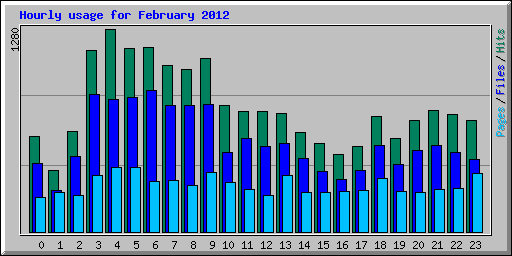 Hourly usage for February 2012
1280
Pages/Files/Hits
0 1 2 3 4 5 6 7 8 9 10 11 12 13 14 15 16 17 18 19 20 21 22 23